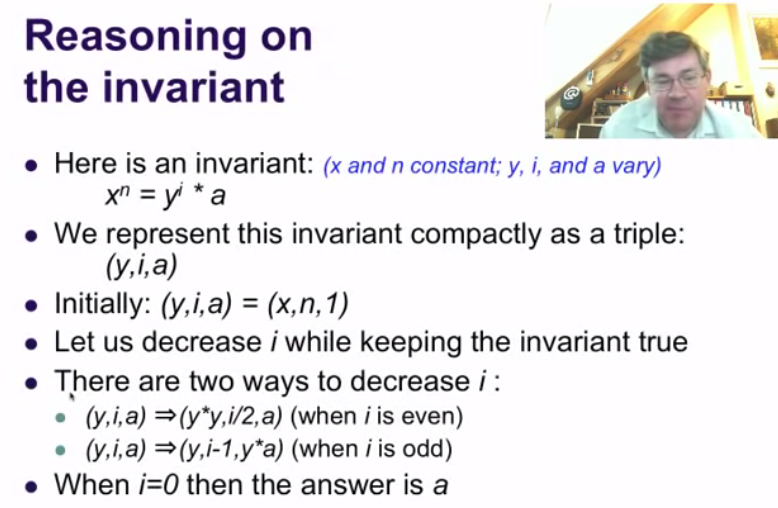 Reasoning on
the invariant
• Here is an invariant: (x and n constant; y, i, and a vary)
xⁿ = yⁱ * a
• We represent this invariant compactly as a triple:
(y,i,a)
• Initially: (y,i,a) = (x,n,1)
• Let us decrease i while keeping the invariant true
• There are two ways to decrease i :
• (y,i,a) ⇒(y*y,i/2,a) (when i is even)
• (y,i,a) ⇒(y,i-1,y*a) (when i is odd)
• When i=0 then the answer is a